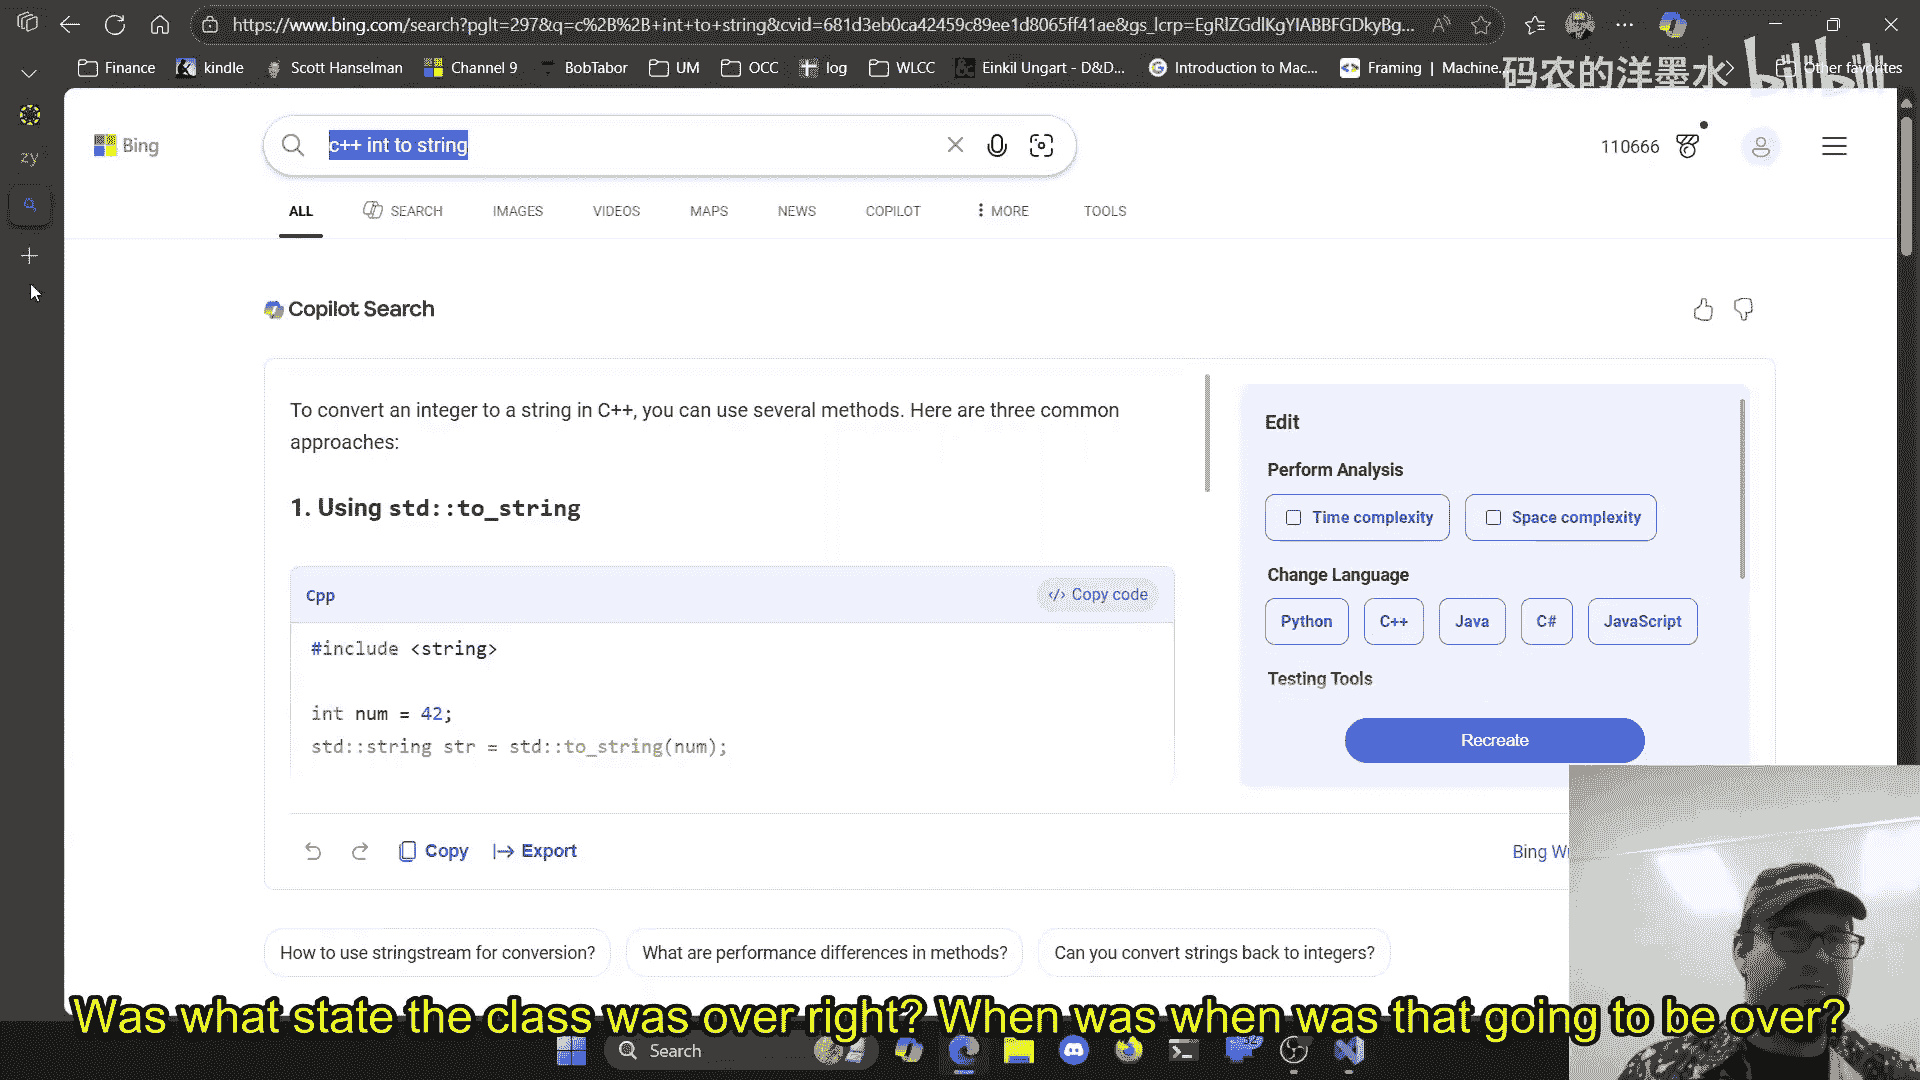 https://www.bing.com/search?pglt=297&q=c%2B%2B+int+to+string&cvid=681d3eb0ca42459c89ee1d8065ff41ae&gs_lcrp=EgRlZGdlKgYIABBFGDkyBg...
Finance kindle Scott Hanselman Channel 9 BobTabor UM OCC log WLCC Einkil Ungart - D&D... Introduction to Mac... Framing | Machine... Other favorites
码农的洋墨水 bilibili
zy
Bing c++ int to string 110666
ALL SEARCH IMAGES VIDEOS MAPS NEWS COPILOT MORE TOOLS
Copilot Search
To convert an integer to a string in C++, you can use several methods. Here are three common
approaches:
1. Using std::to_string
Cpp Copy code
#include <string>
int num = 42;
std::string str = std::to_string(num);
Edit
Perform Analysis
Time complexity Space complexity
Change Language
Python C++ Java C# JavaScript
Testing Tools
Recreate
Copy Export Bing
How to use stringstream for conversion? What are performance differences in methods? Can you convert strings back to integers?
Was what state the class was over right? When was when was that going to be over?
Search